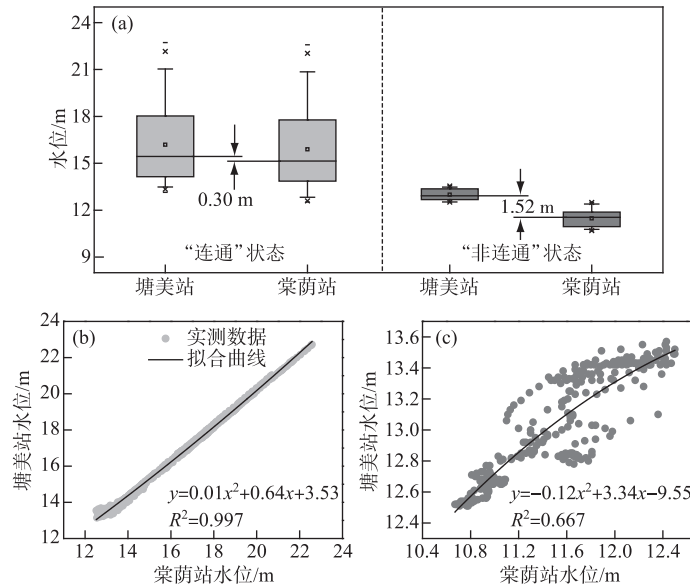 (a)
24
21
18
15
12
9
水位/m
0.30 m
1.52 m
“连通”状态
“非连通”状态
塘美站
棠荫站
塘美站
棠荫站
(b)
实测数据
拟合曲线
24
22
20
18
16
14
12
塘美站水位/m
y=0.01x²+0.64x+3.53
R²=0.997
12 14 16 18 20 22 24
棠荫站水位/m
(c)
13.6
13.4
13.2
13.0
12.8
12.6
12.4
塘美站水位/m
y=−0.12x²+3.34x-9.55
R²=0.667
10.4 10.8 11.2 11.6 12.0 12.4
棠荫站水位/m